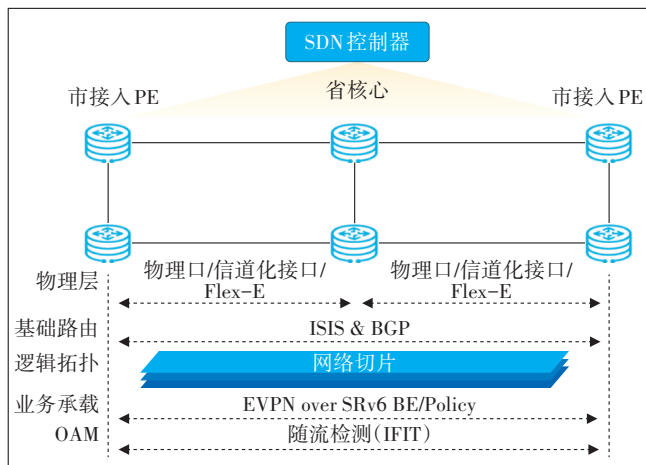 SDN控制器
省核心
市接入PE
市接入PE
物理层
物理口/信道化接口/
Flex-E
物理口/信道化接口/
Flex-E
基础路由
ISIS & BGP
逻辑拓扑
网络切片
业务承载
EVPN over SRv6 BE/Policy
OAM
随流检测(IFIT)